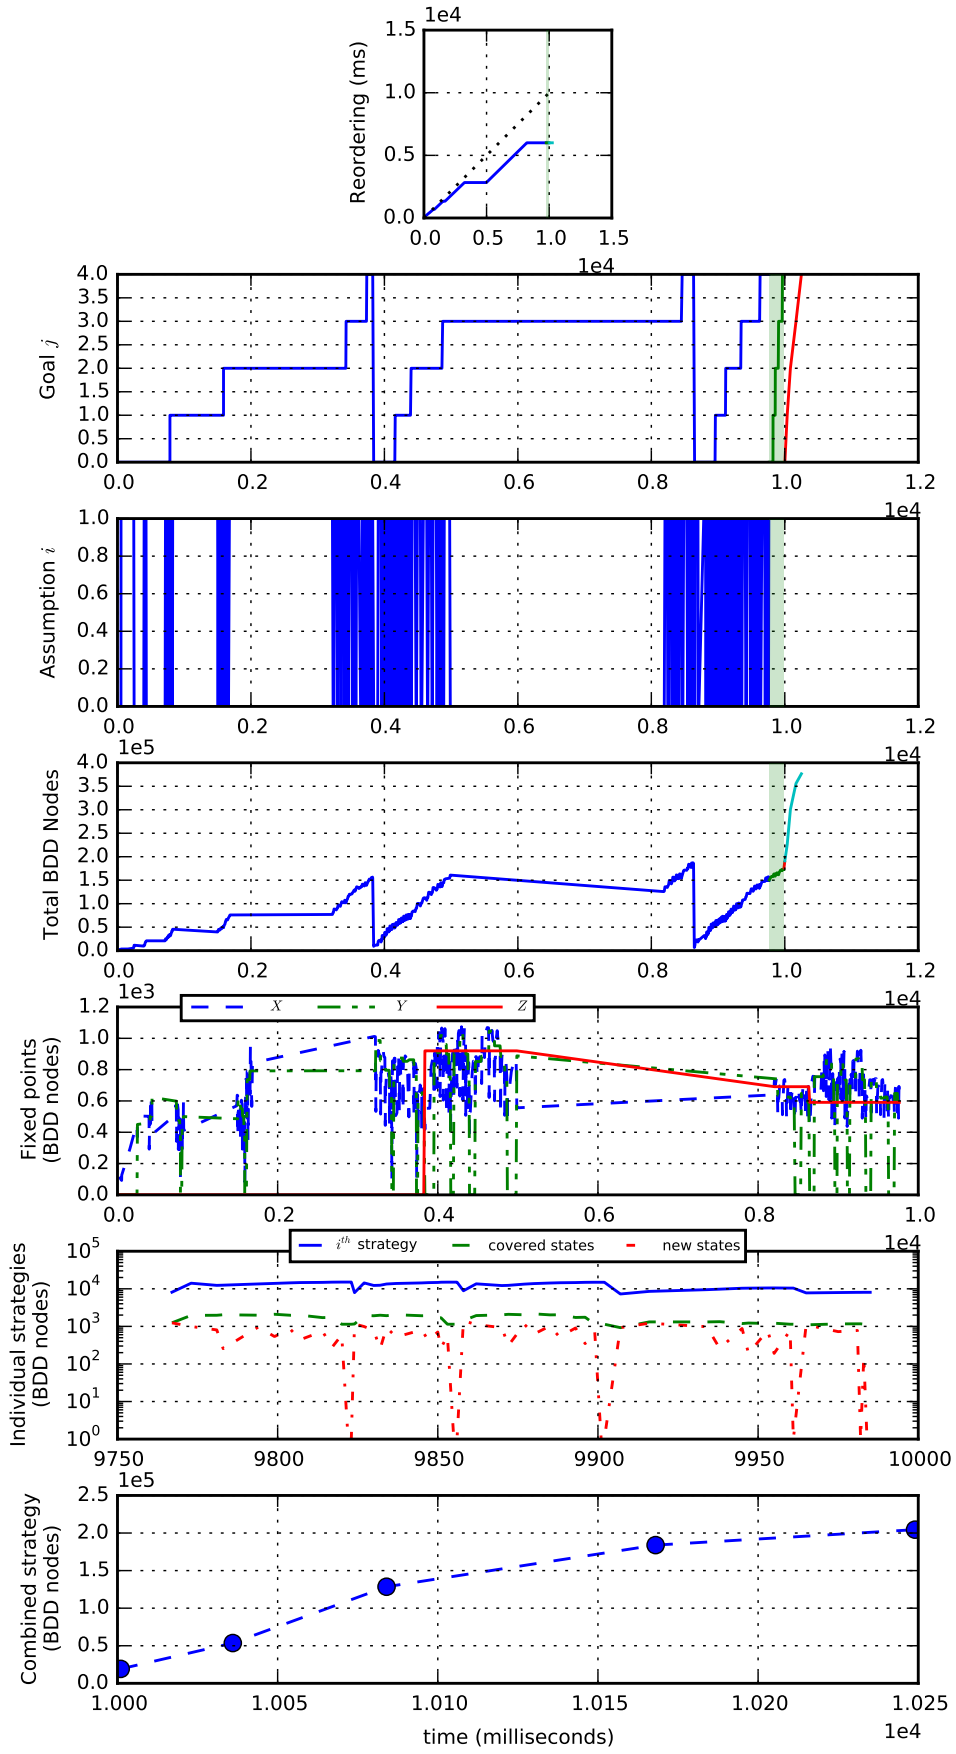 1e4
1.5
1.0
0.5
0.0
Reordering (ms)
0.0 0.5 1.0 1.5
1e4
4.0
3.5
3.0
2.5
2.0
1.5
1.0
0.5
0.0
Goal j
0.0 0.2 0.4 0.6 0.8 1.0 1.2
1e4
1.0
0.8
0.6
0.4
0.2
0.0
Assumption i
0.0 0.2 0.4 0.6 0.8 1.0 1.2
1e4
1e5
4.0
3.5
3.0
2.5
2.0
1.5
1.0
0.5
0.0
Total BDD Nodes
0.0 0.2 0.4 0.6 0.8 1.0 1.2
1e4
1e3
X Y Z
1.2
1.0
0.8
0.6
0.4
0.2
0.0
Fixed points
(BDD nodes)
0.0 0.2 0.4 0.6 0.8 1.0
1e4
i^th strategy covered states new states
10^5
10^4
10^3
10^2
10^1
10^0
Individual strategies
(BDD nodes)
9750 9800 9850 9900 9950 10000
1e5
2.5
2.0
1.5
1.0
0.5
0.0
Combined strategy
(BDD nodes)
1.000 1.005 1.010 1.015 1.020 1.025
time (milliseconds)
1e4